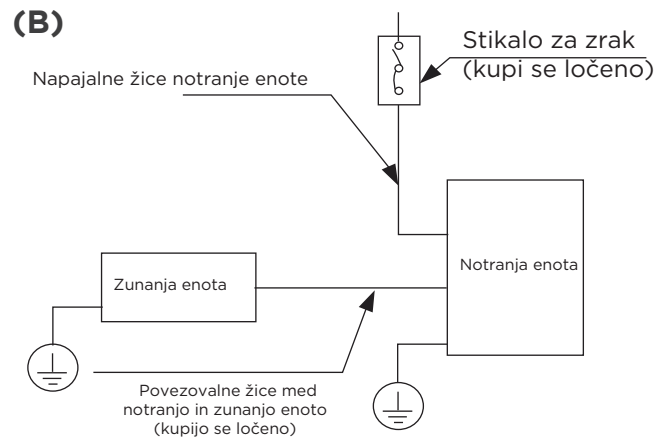 (B)
Stikalo za zrak
(kupi se ločeno)
Napajalne žice notranje enote
Zunanja enota
Notranja enota
Povezovalne žice med
notranjo in zunanjo enoto
(kupijo se ločeno)